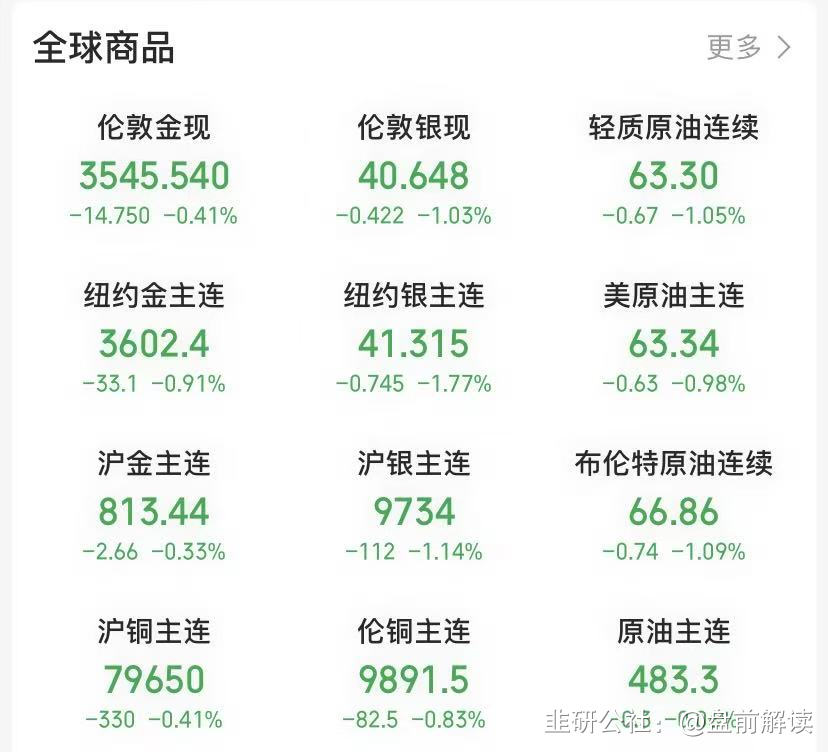 全球商品 更多 >
伦敦金现 伦敦银现 轻质原油连续
3545.540 40.648 63.30
-14.750 -0.41% -0.422 -1.03% -0.67 -1.05%
纽约金主连 纽约银主连 美原油主连
3602.4 41.315 63.34
-33.1 -0.91% -0.745 -1.77% -0.63 -0.98%
沪金主连 沪银主连 布伦特原油连续
813.44 9734 66.86
-2.66 -0.33% -112 -1.14% -0.74 -1.09%
沪铜主连 伦铜主连 原油主连
79650 9891.5 483.3
-330 -0.41% -82.5 -0.83%
韭研公社：@盘前解读